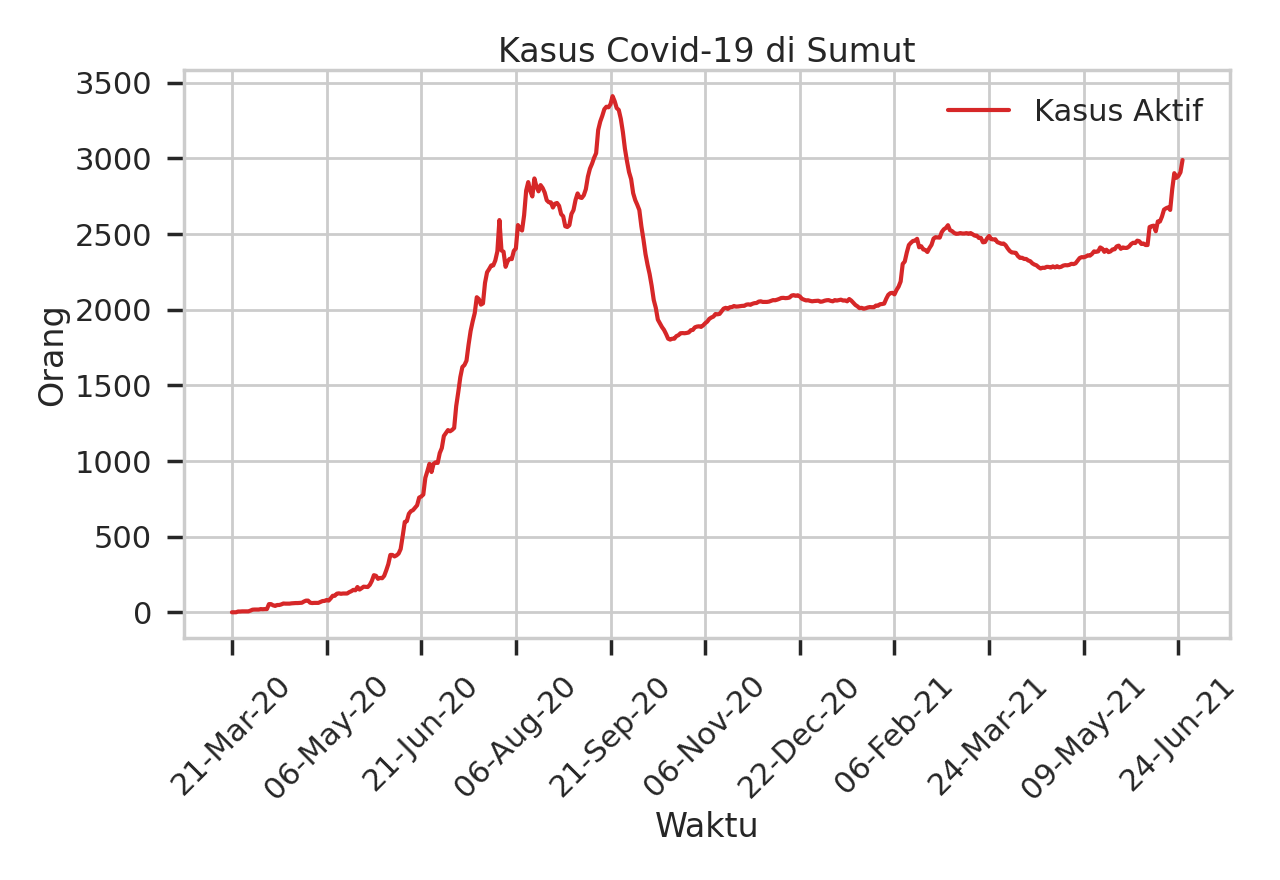 Kasus Covid-19 di Sumut
3500
3000
2500
2000
1500
1000
500
0
Orang
Kasus Aktif
21-Mar-20
06-May-20
21-Jun-20
06-Aug-20
21-Sep-20
06-Nov-20
22-Dec-20
06-Feb-21
24-Mar-21
09-May-21
24-Jun-21
Waktu